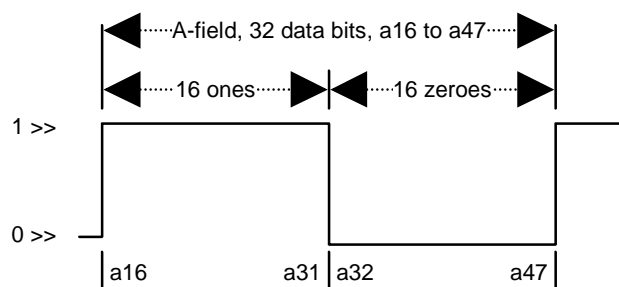 A-field, 32 data bits, a16 to a47
16 ones 16 zeroes
1 >>
0 >>
a16 a31 a32 a47